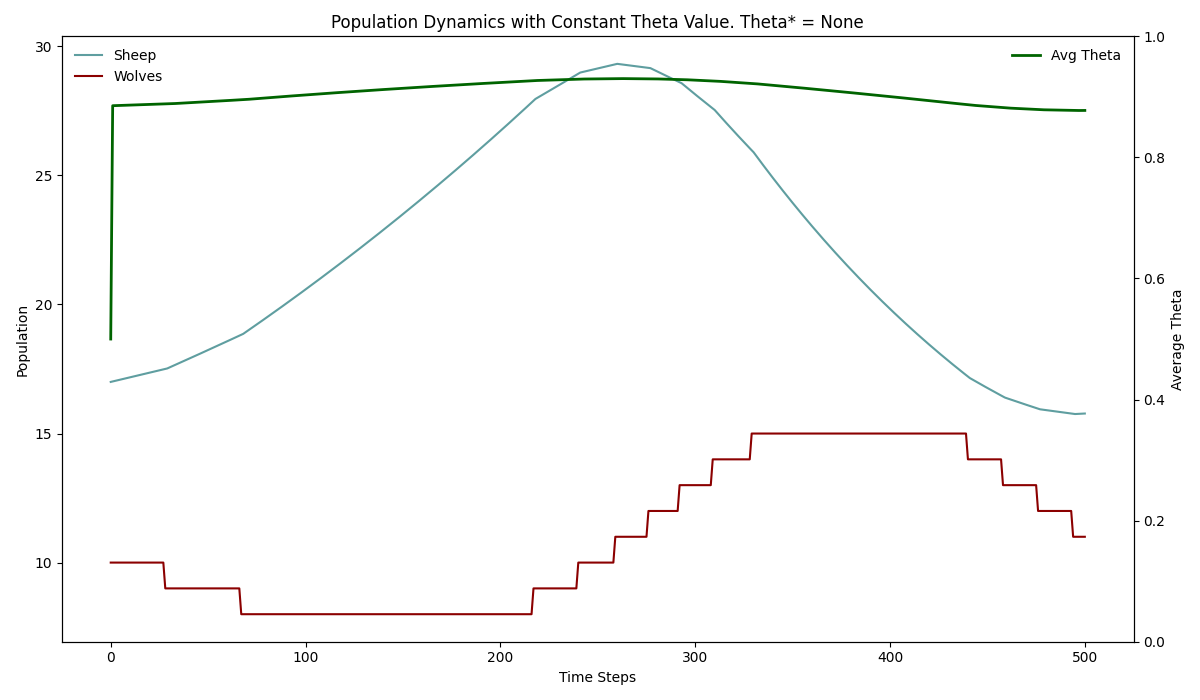 Population Dynamics with Constant Theta Value. Theta* = None
Sheep
Wolves
Avg Theta
Population
30
25
20
15
10
Average Theta
1.0
0.8
0.6
0.4
0.2
0.0
0 100 200 300 400 500
Time Steps